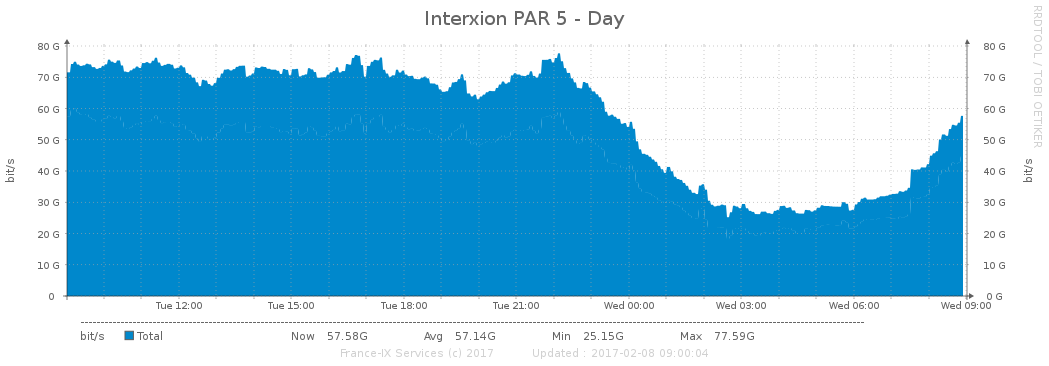 Interxion PAR 5 - Day
RRDTOOL / TOBI OETIKER
bit/s
80 G
70 G
60 G
50 G
40 G
30 G
20 G
10 G
0
80 G
70 G
60 G
50 G
40 G
30 G
20 G
10 G
0 G
bit/s
Tue 12:00 Tue 15:00 Tue 18:00 Tue 21:00 Wed 00:00 Wed 03:00 Wed 06:00 Wed 09:00
bit/s Total Now 57.58G Avg 57.14G Min 25.15G Max 77.59G
France-IX Services (c) 2017 Updated : 2017-02-08 09:00:04